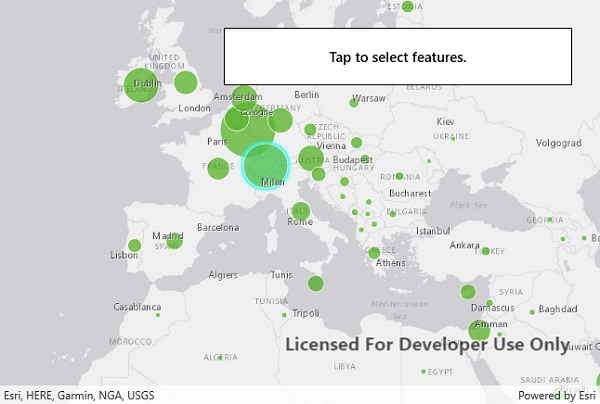 ESTONIA
Tap to select features.
UNITED
KINGDOM
Dublin
IRELAND
Amsterdam
Berlin
Warsaw
BELARUS
London
Cologne
GERMANY
Kiev
UKRAINE
CZECH
REPUBLIC
Volgograd
Paris
Vienna
AUSTRIA
Budapest
HUNGARY
FRANCE
Milan
ROMANIA
Bucharest
Black Sea
ITALY
Rome
BULGARIA
GEORGIA
Barcelona
Istanbul
Madrid
SPAIN
Lisbon
Ankara
TURKEY
GREECE
Athens
Algiers
Tunis
SYRIA
Casablanca
TUNISIA
Tripoli
Mediterranean
Sea
Damascus
Baghdad
Amman
MOROCCO
Licensed For Developer Use Only
ALGERIA
LIBYA
EGYPT
SAUDI ARABIA
Esri, HERE, Garmin, NGA, USGS
Powered by Esri